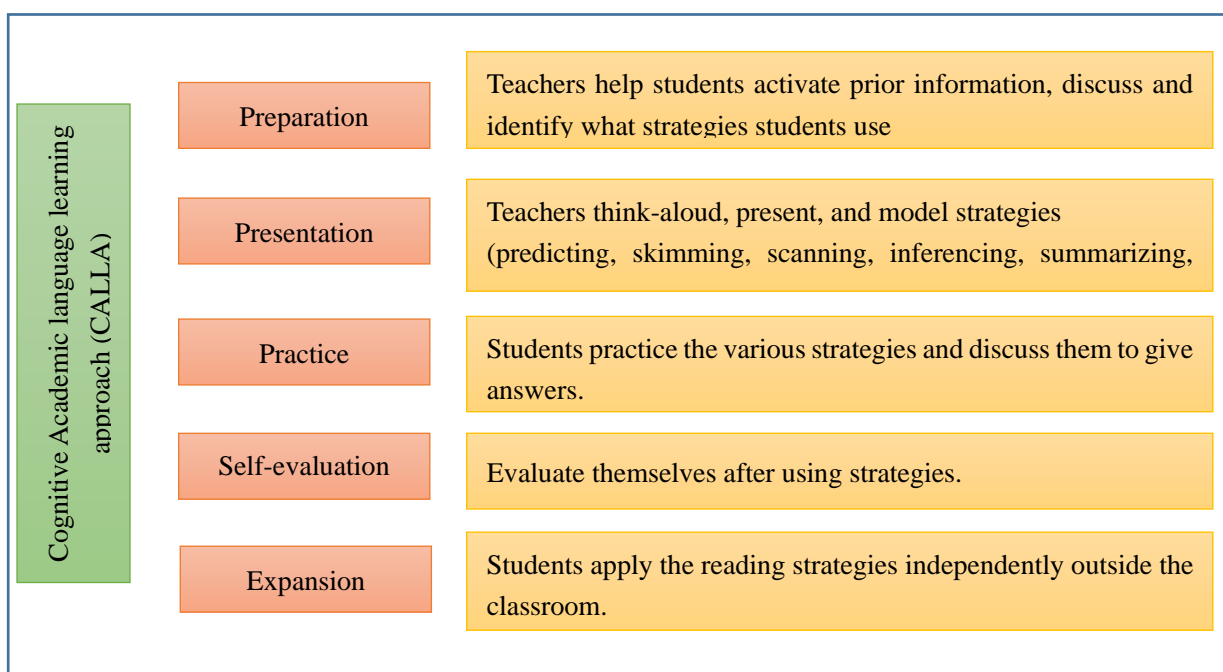 Cognitive Academic language learning
approach (CALLA)
Preparation
Teachers help students activate prior information, discuss and
identify what strategies students use
Presentation
Teachers think-aloud, present, and model strategies
(predicting, skimming, scanning, inferencing, summarizing,
Practice
Students practice the various strategies and discuss them to give
answers.
Self-evaluation
Evaluate themselves after using strategies.
Expansion
Students apply the reading strategies independently outside the
classroom.